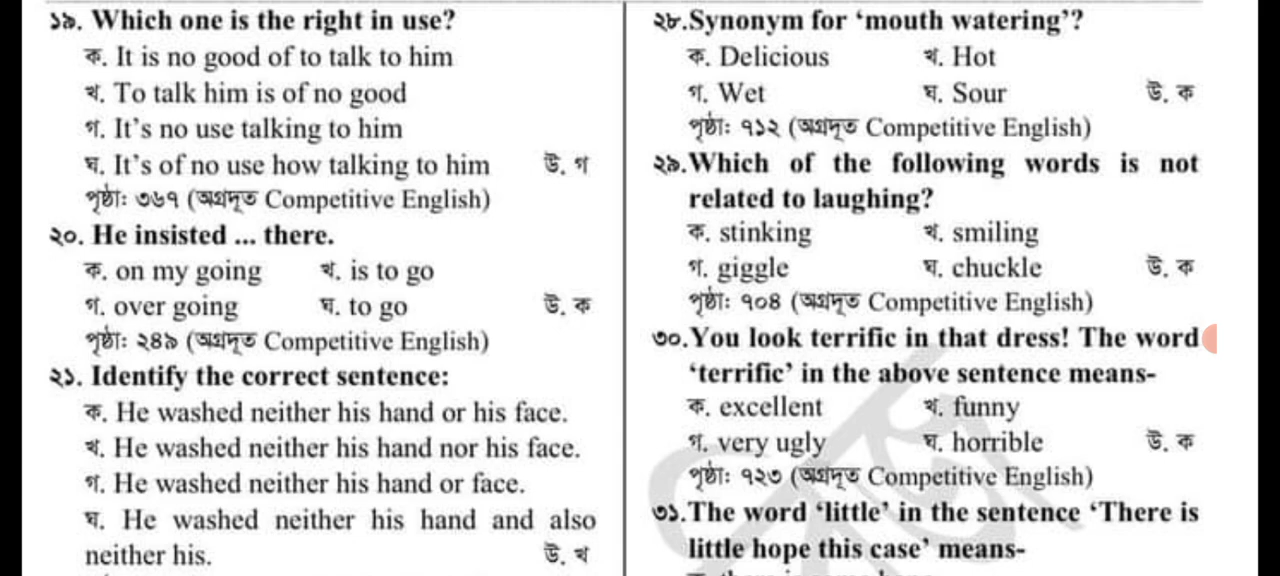 ১৯. Which one is the right in use?
ক. It is no good of to talk to him
খ. To talk him is of no good
গ. It's no use talking to him
ঘ. It's of no use how talking to him উ. গ
পৃষ্ঠা: ৩৬৭ (অগ্রদূত Competitive English)
২০. He insisted ... there.
ক. on my going খ. is to go
গ. over going ঘ. to go উ. ক
পৃষ্ঠা: ২৪৯ (অগ্রদূত Competitive English)
২১. Identify the correct sentence:
ক. He washed neither his hand or his face.
খ. He washed neither his hand nor his face.
গ. He washed neither his hand or face.
ঘ. He washed neither his hand and also
neither his. উ. খ
২৮.Synonym for ‘mouth watering’?
ক. Delicious খ. Hot
গ. Wet ঘ. Sour উ. ক
পৃষ্ঠা: ৭১২ (অগ্রদূত Competitive English)
২৯.Which of the following words is not
related to laughing?
ক. stinking খ. smiling
গ. giggle ঘ. chuckle উ. ক
পৃষ্ঠা: ৭০৪ (অগ্রদূত Competitive English)
৩০.You look terrific in that dress! The word
‘terrific’ in the above sentence means-
ক. excellent খ. funny
গ. very ugly ঘ. horrible উ. ক
পৃষ্ঠা: ৭২৩ (অগ্রদূত Competitive English)
৩১.The word ‘little’ in the sentence ‘There is
little hope this case’ means-